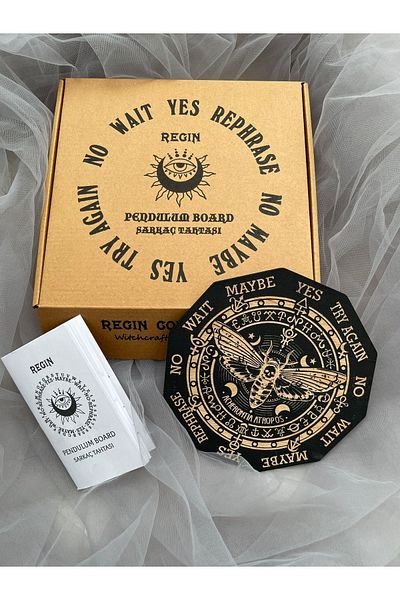 NO WAIT YES REPHRASE NO MAYBE YES TRY AGAIN
REGIN
PENDULUM BOARD
SARKAÇ TAHTASI
REGIN
Witchcraft
NO WAIT MAYBE YES TRY AGAIN NO WAIT MAYBE YES REPHRASE
ACHERONTIA ATROPOS
REGIN
PENDULUM BOARD
SARKAÇ TAHTASI